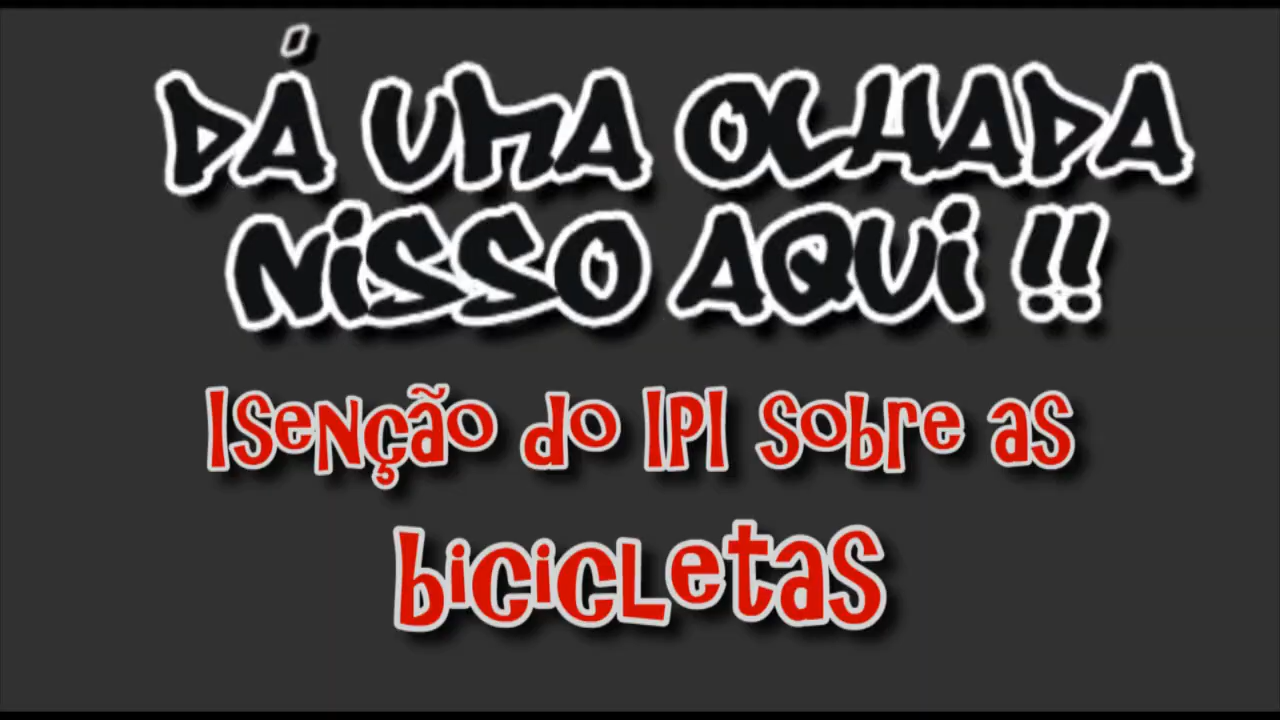 DÁ UMA OLHADA
NISSO AQUI !!
Isenção do IPI sobre as
bicicletas